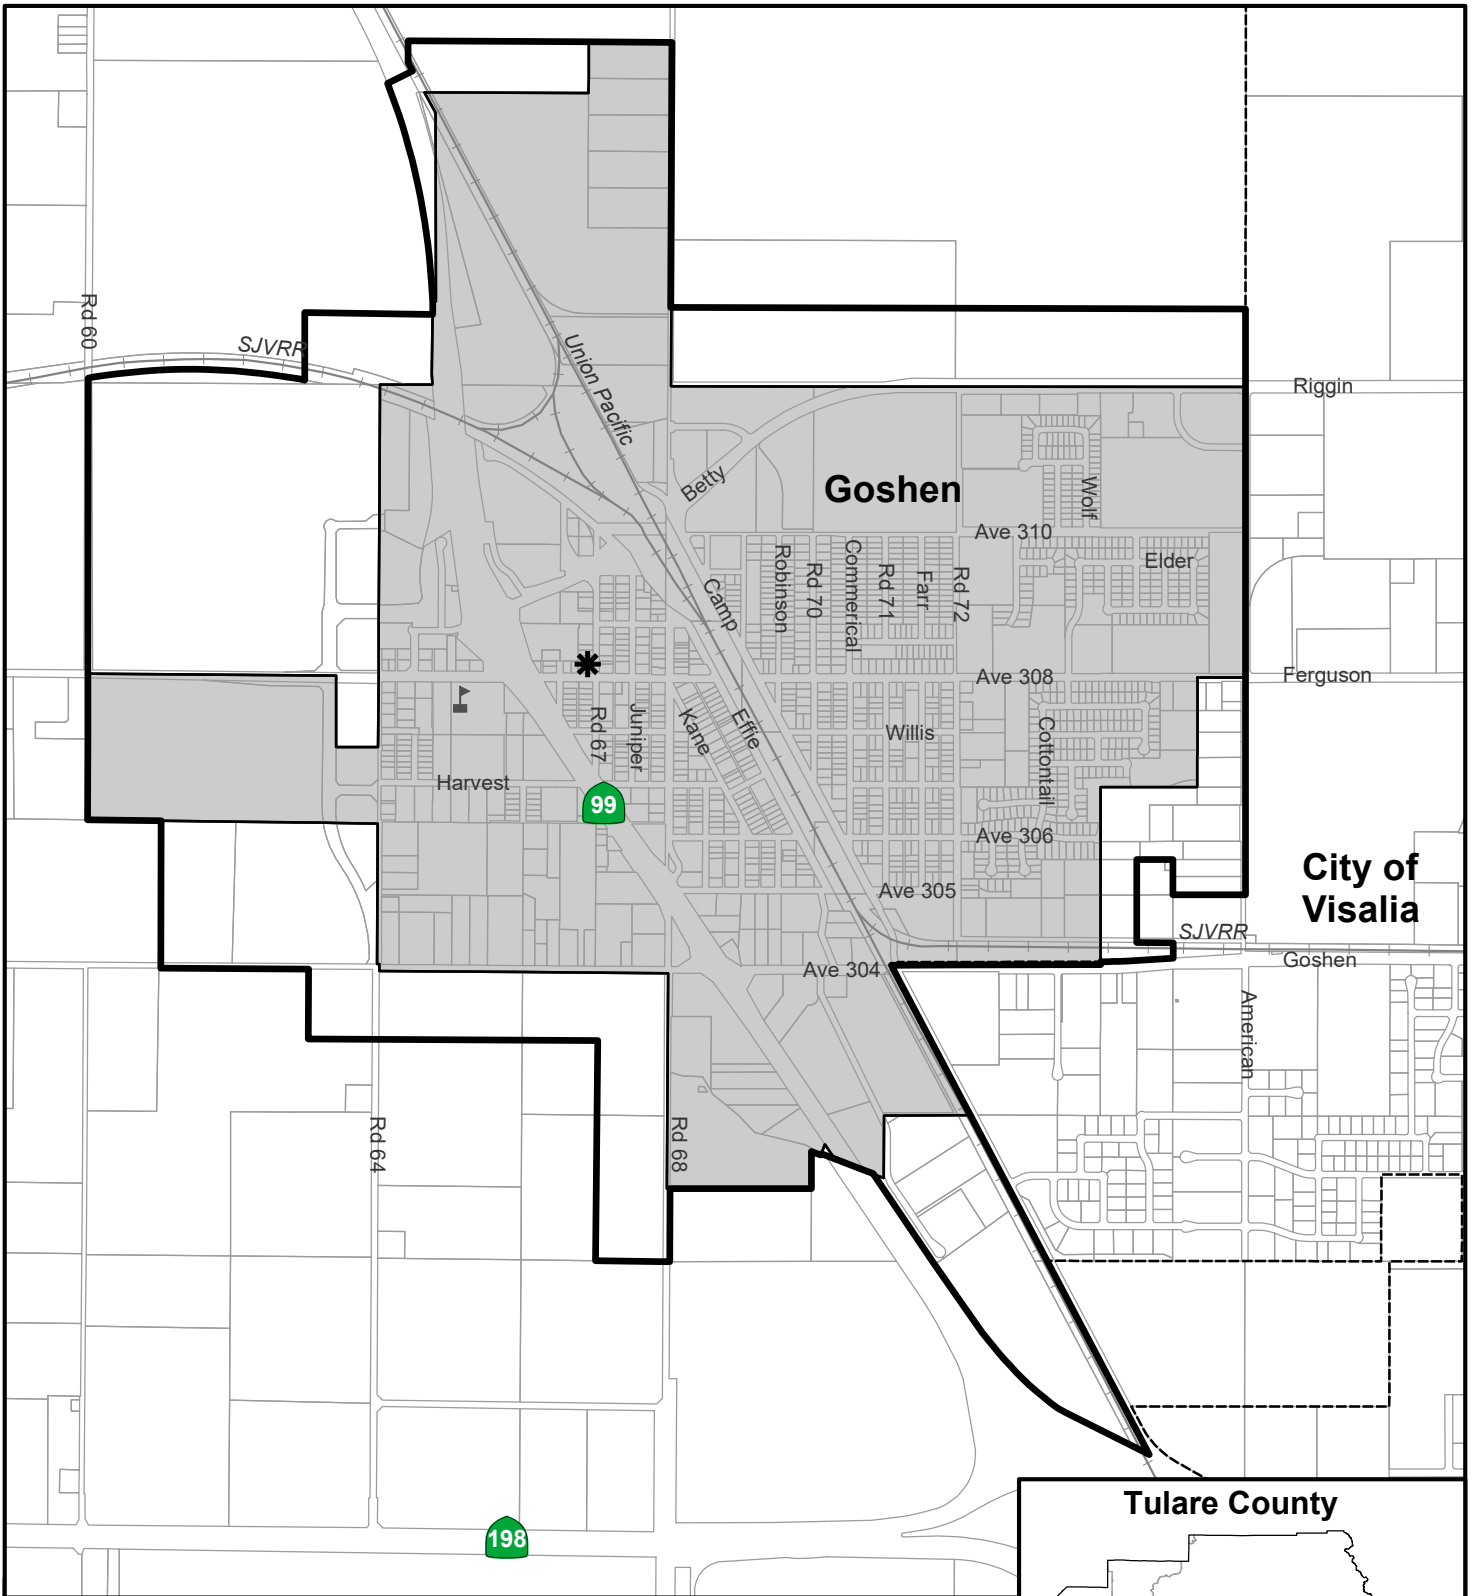 Rd 60
SJVRR
Union Pacific
Riggin
Betty
Goshen
Wolf
Ave 310
Elder
Robinson
Rd 70
Commerical
Rd 71
Farr
Rd 72
Camp
Ave 308
Ferguson
Rd 67
Juniper
Kane
Effie
Willis
Cottontail
Harvest
99
Ave 306
City of
Visalia
Ave 305
SJVRR
Goshen
Ave 304
American
Rd 64
Rd 68
Tulare County
198